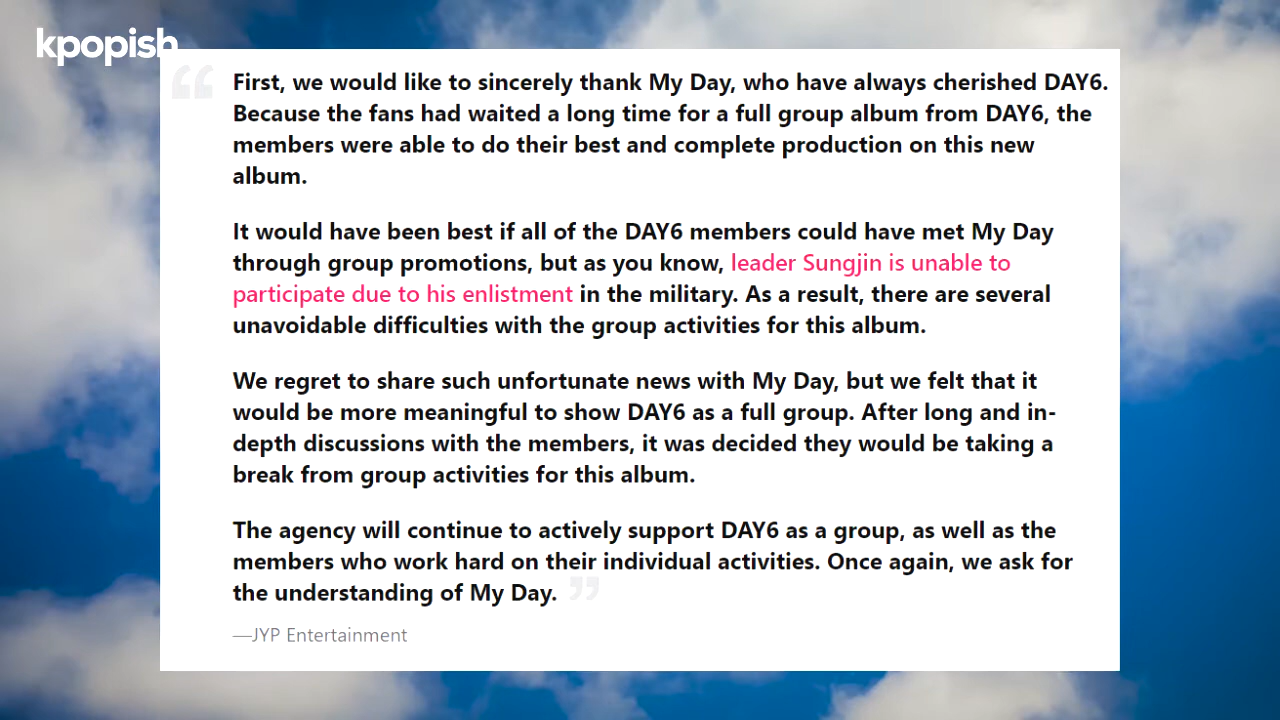 kpopish
“
First, we would like to sincerely thank My Day, who have always cherished DAY6.
Because the fans had waited a long time for a full group album from DAY6, the
members were able to do their best and complete production on this new
album.
It would have been best if all of the DAY6 members could have met My Day
through group promotions, but as you know, leader Sungjin is unable to
participate due to his enlistment in the military. As a result, there are several
unavoidable difficulties with the group activities for this album.
We regret to share such unfortunate news with My Day, but we felt that it
would be more meaningful to show DAY6 as a full group. After long and in-
depth discussions with the members, it was decided they would be taking a
break from group activities for this album.
The agency will continue to actively support DAY6 as a group, as well as the
members who work hard on their individual activities. Once again, we ask for
the understanding of My Day. ”
—JYP Entertainment